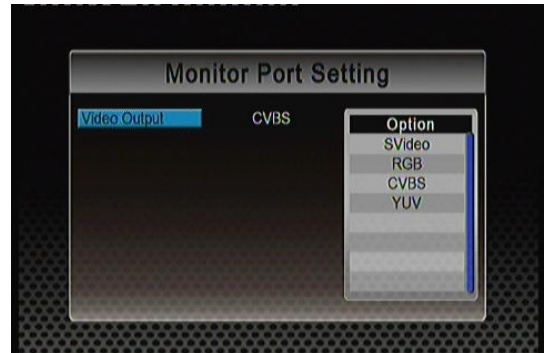 Monitor Port Setting
Video Output CVBS
Option
SVideo
RGB
CVBS
YUV